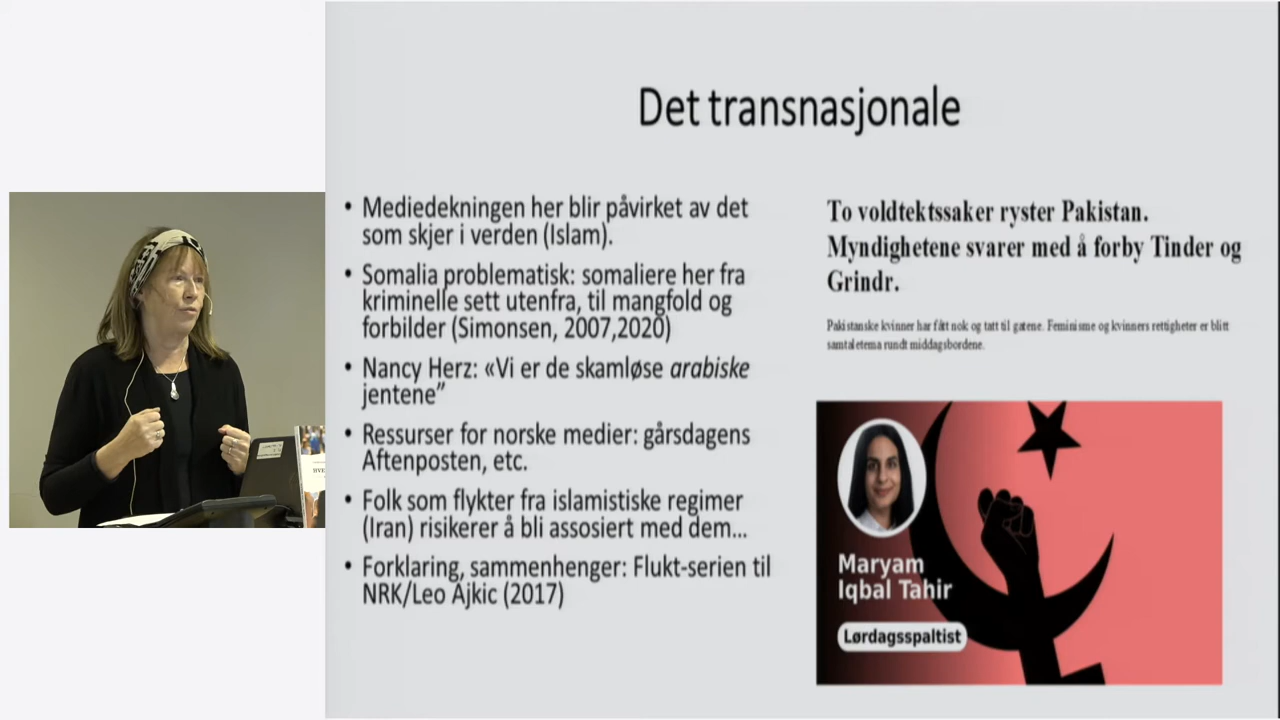 Det transnasjonale
• Mediedekningen her blir påvirket av det
som skjer i verden (Islam).
• Somalia problematisk: somaliere her fra
kriminelle sett utenfra, til mangfold og
forbilder (Simonsen, 2007,2020)
• Nancy Herz: «Vi er de skamløse arabiske
jentene”
• Ressurser for norske medier: gårsdagens
Aftenposten, etc.
• Folk som flykter fra islamistiske regimer
(Iran) risikerer å bli assosiert med dem...
• Forklaring, sammenhenger: Flukt-serien til
NRK/Leo Ajkic (2017)
To voldtektssaker ryster Pakistan.
Myndighetene svarer med å forby Tinder og
Grindr.
Pakistanske kvinner har fått nok og tatt til gatene. Feminisme og kvinners rettigheter er blitt
samtaletema rundt middagsbordene.
Maryam
Iqbal Tahir
Lørdagsspaltist